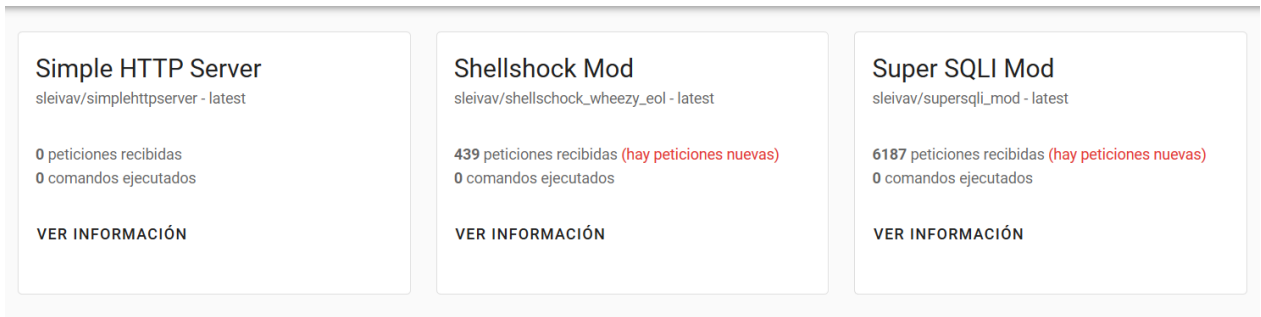 Simple HTTP Server
sleivav/simplehttpserver - latest
0 peticiones recibidas
0 comandos ejecutados
VER INFORMACIÓN
Shellshock Mod
sleivav/shellschock_wheezy_eol - latest
439 peticiones recibidas (hay peticiones nuevas)
0 comandos ejecutados
VER INFORMACIÓN
Super SQLI Mod
sleivav/supersqli_mod - latest
6187 peticiones recibidas (hay peticiones nuevas)
0 comandos ejecutados
VER INFORMACIÓN